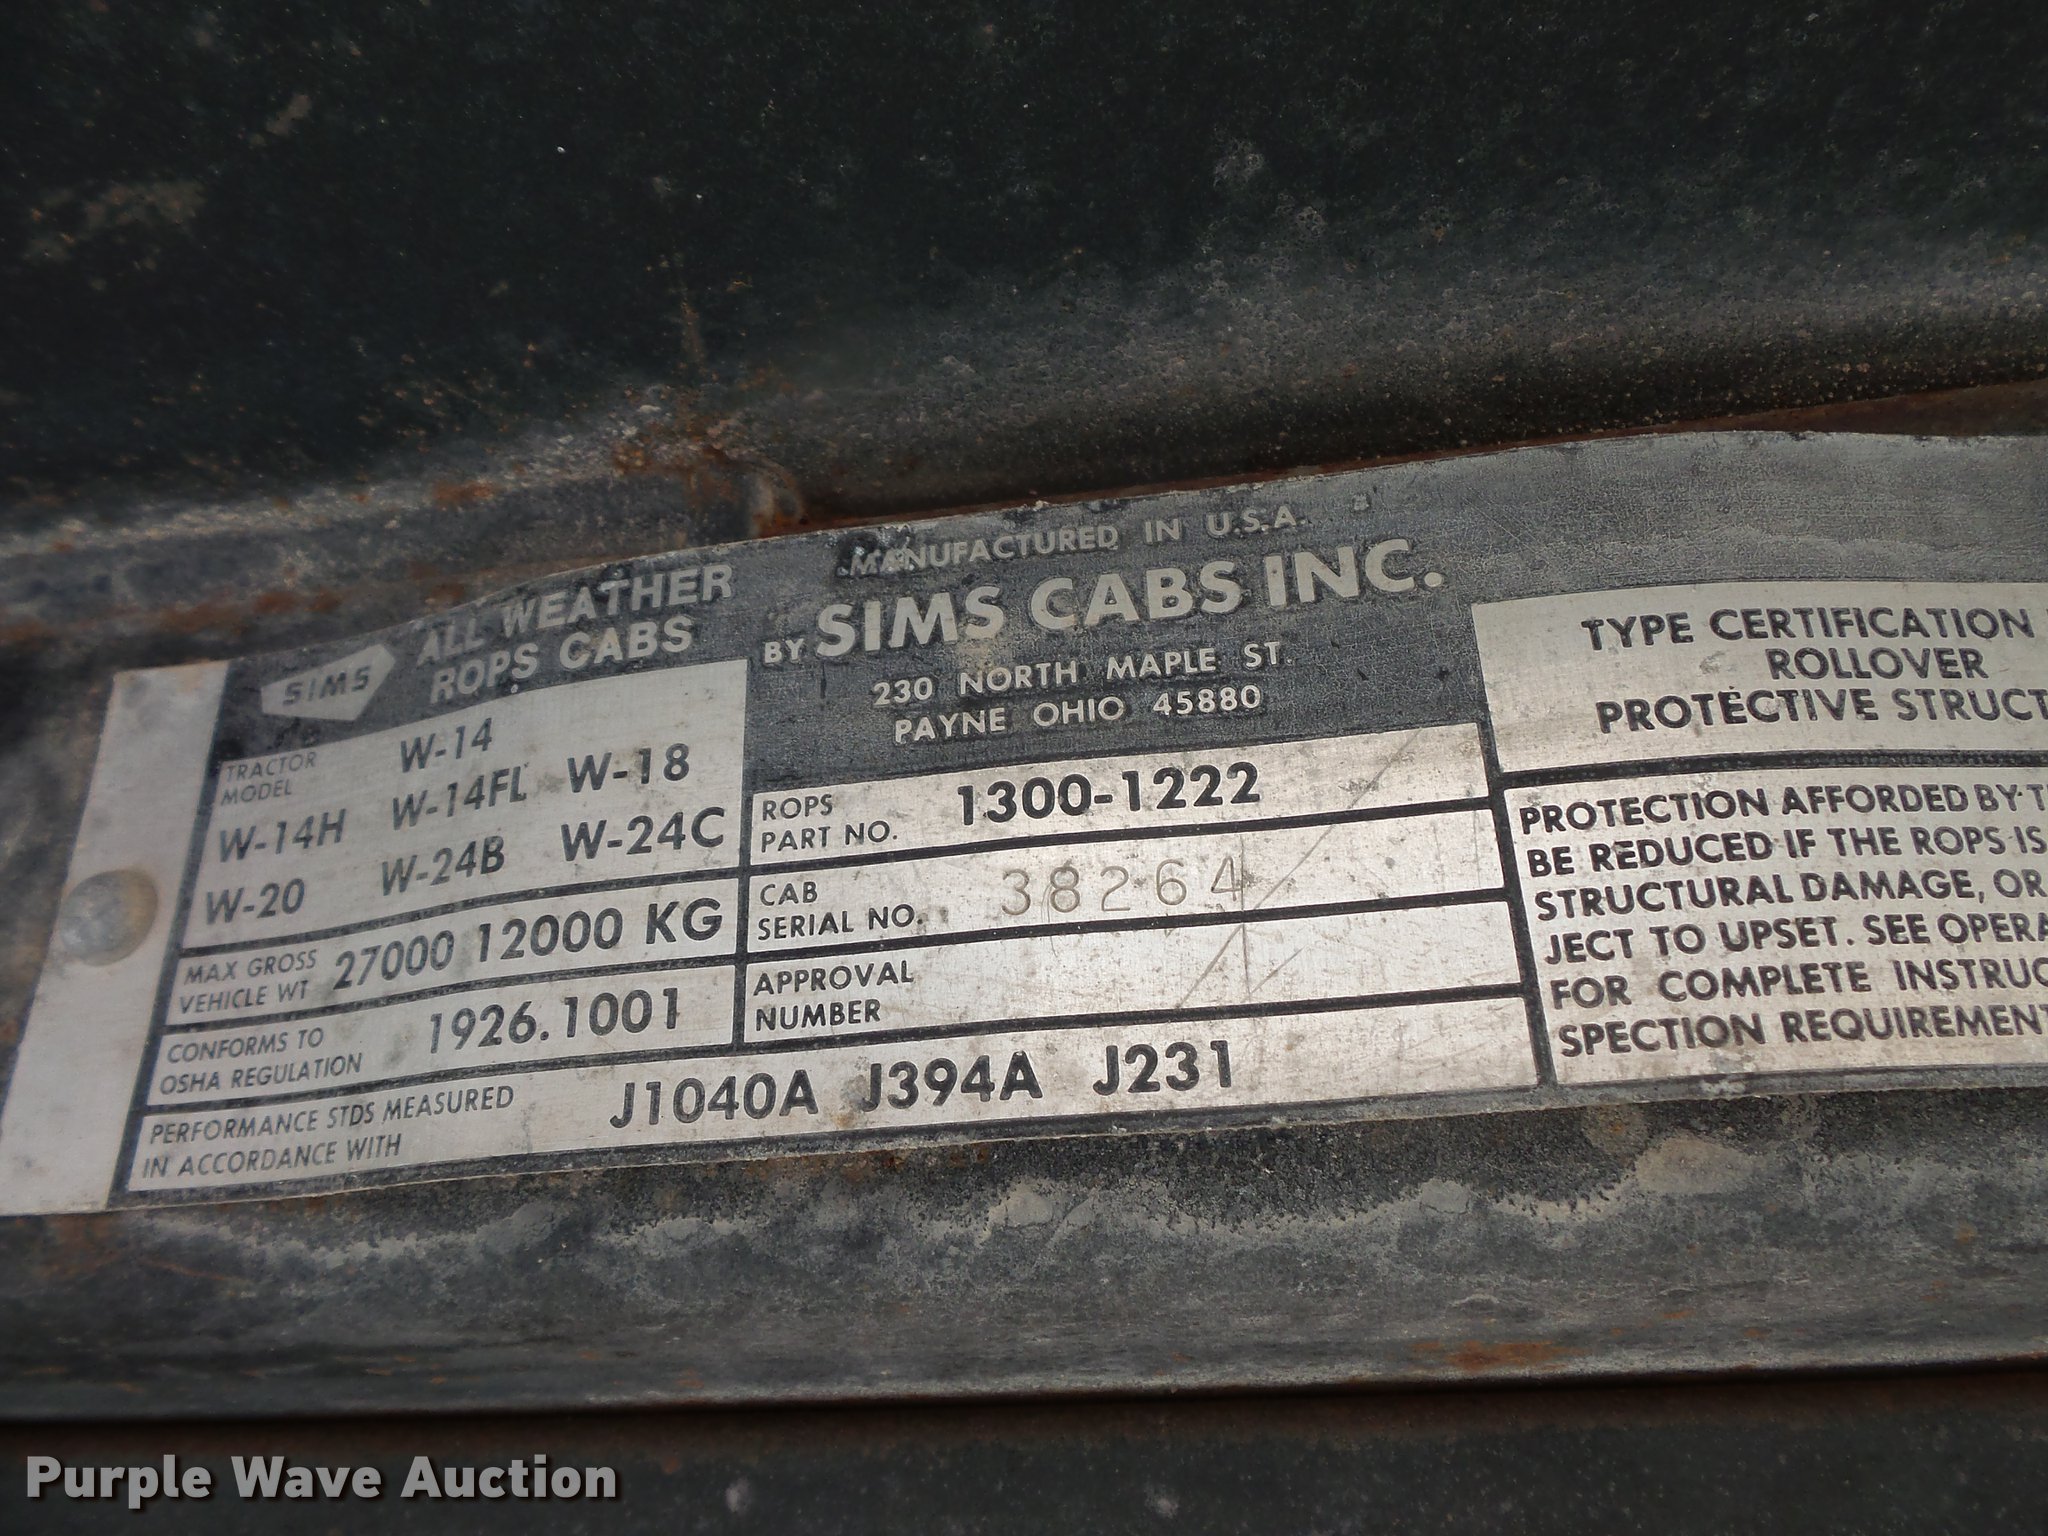 SIMS
ALL WEATHER
ROPS CABS
MANUFACTURED IN U.S.A.
BY SIMS CABS INC.
230 NORTH MAPLE ST.
PAYNE OHIO 45880
TRACTOR
MODEL
W-14
W-14H W-14FL W-18
W-20 W-24B W-24C
MAX GROSS
VEHICLE WT
27000 12000 KG
CONFORMS TO
OSHA REGULATION
1926.1001
PERFORMANCE STDS MEASURED
IN ACCORDANCE WITH
J1040A J394A J231
ROPS
PART NO.
1300-1222
CAB
SERIAL NO.
38264
APPROVAL
NUMBER
TYPE CERTIFICATION
ROLLOVER
PROTECTIVE STRUCT
PROTECTION AFFORDED BY T
BE REDUCED IF THE ROPS IS
STRUCTURAL DAMAGE, OR
JECT TO UPSET. SEE OPERA
FOR COMPLETE INSTRUC
SPECTION REQUIREMENT
Purple Wave Auction